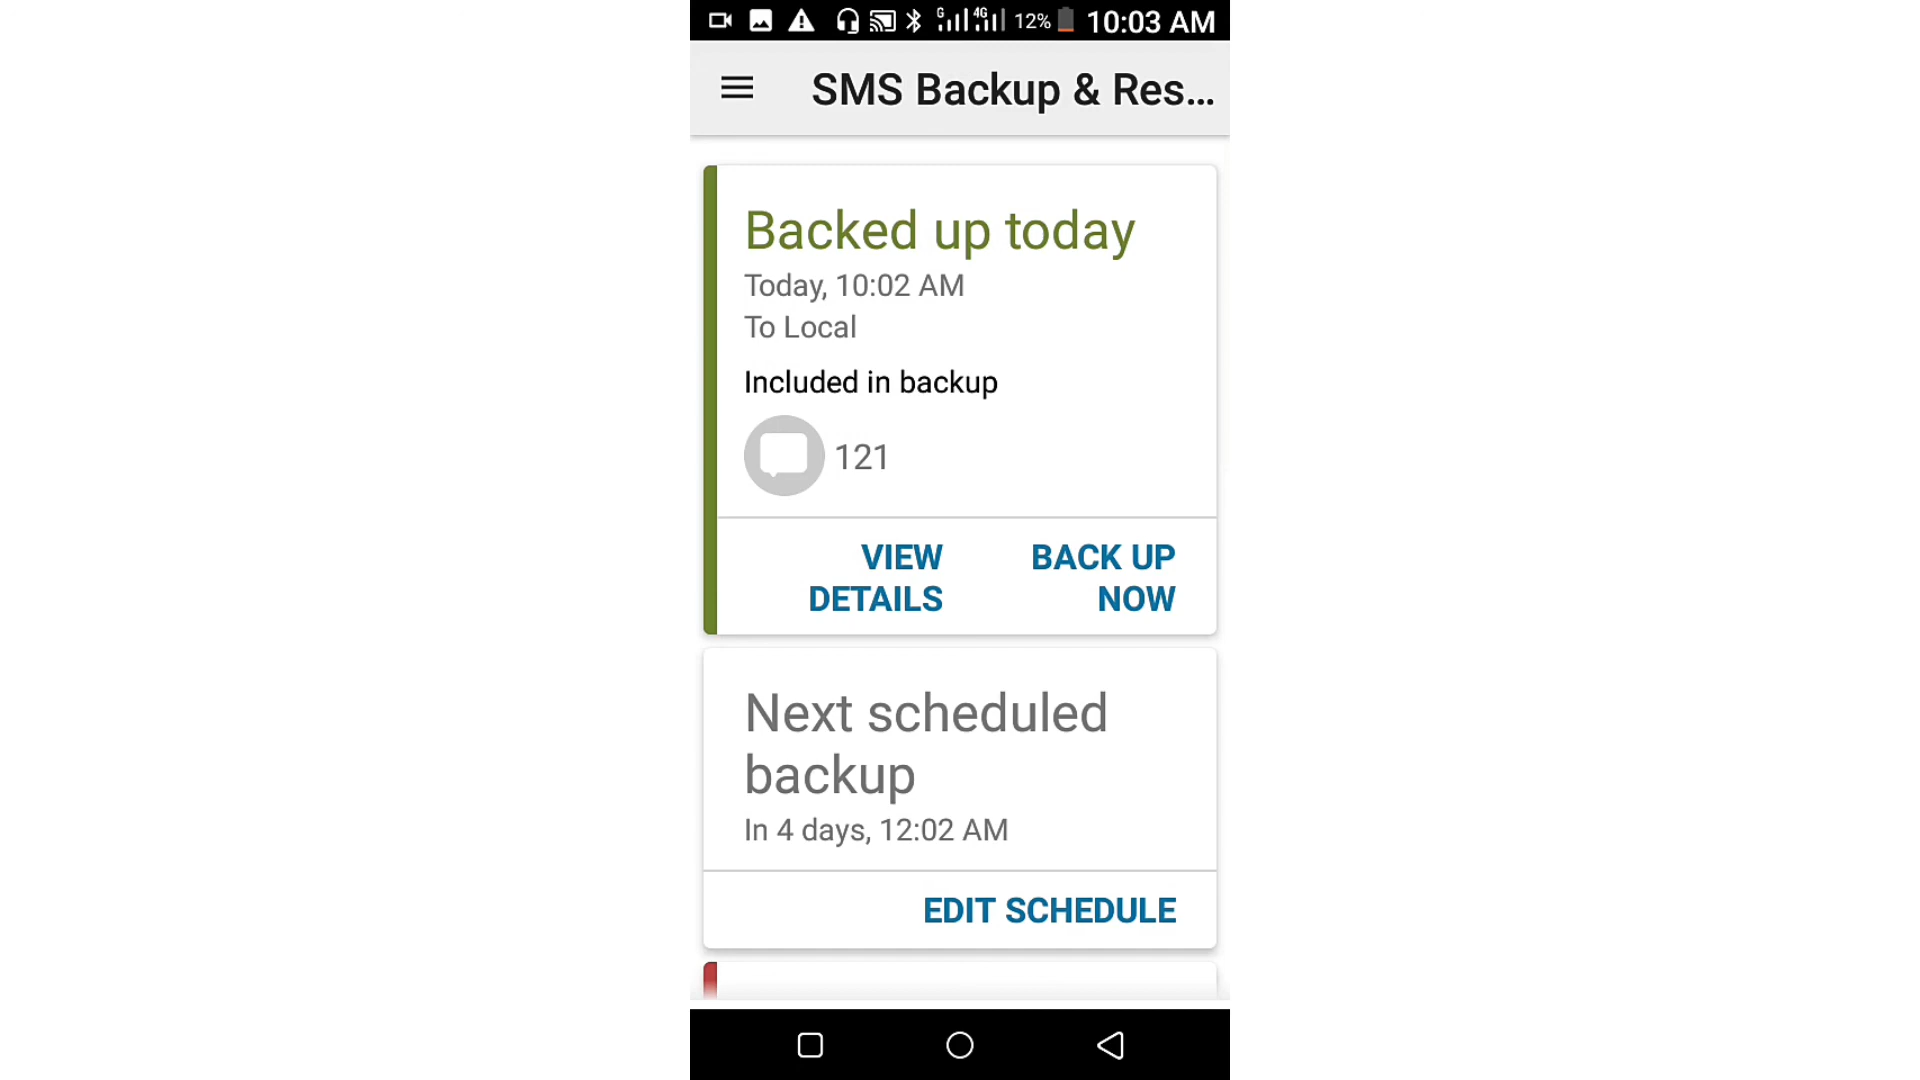 G 4G 12% 10:03 AM
SMS Backup & Res...
Backed up today
Today, 10:02 AM
To Local
Included in backup
121
VIEW DETAILS
BACK UP NOW
Next scheduled
backup
In 4 days, 12:02 AM
EDIT SCHEDULE